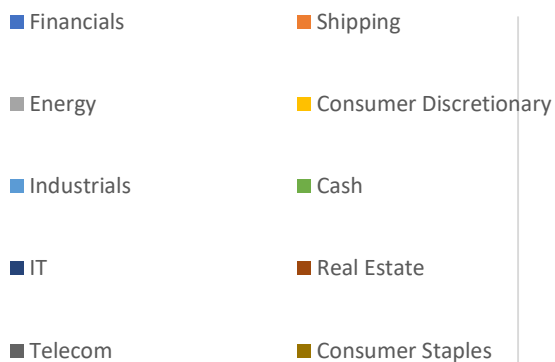 Financials
Shipping
Energy
Consumer Discretionary
Industrials
Cash
IT
Real Estate
Telecom
Consumer Staples